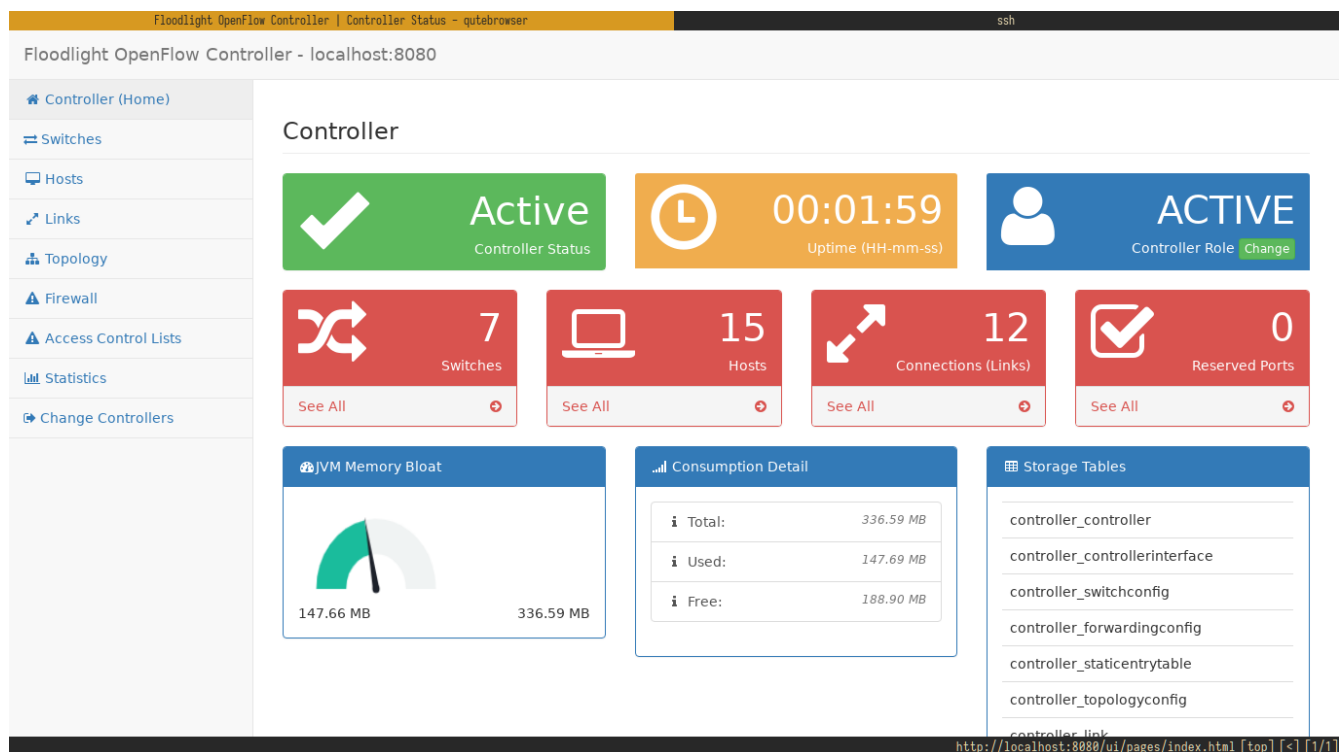 Floodlight OpenFlow Controller | Controller Status - qutebrowser
ssh
Floodlight OpenFlow Controller - localhost:8080
Controller (Home)
Switches
Hosts
Links
Topology
Firewall
Access Control Lists
Statistics
Change Controllers
Controller
Active
Controller Status
00:01:59
Uptime (HH-mm-ss)
ACTIVE
Controller Role Change
7
Switches
See All
15
Hosts
See All
12
Connections (Links)
See All
0
Reserved Ports
See All
JVM Memory Bloat
147.66 MB 336.59 MB
Consumption Detail
Total: 336.59 MB
Used: 147.69 MB
Free: 188.90 MB
Storage Tables
controller_controller
controller_controllerinterface
controller_switchconfig
controller_forwardingconfig
controller_staticentrytable
controller_topologyconfig
controller_link
http://localhost:8080/ui/pages/index.html [top] [<] [1/1]